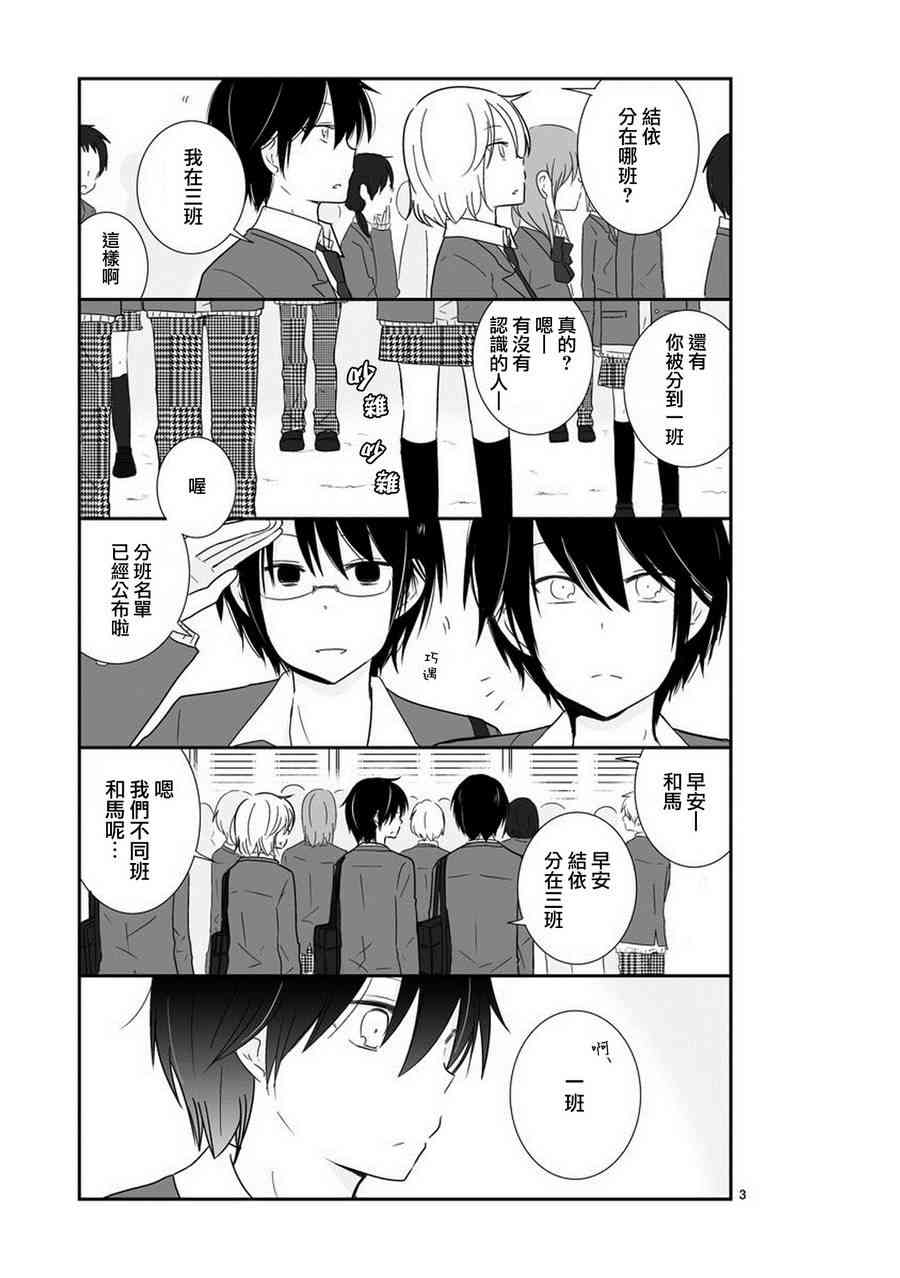 結依
分在哪班？
我在三班
這樣啊
還有
你被分到一班
真的？
嗯—
有沒有
認識的人—
吵雜
吵雜
喔
分班名單
已經公布啦
巧遇
早安—
和馬
早安
結依
分在三班
嗯
我們不同班
和馬呢…
啊、
一班
3